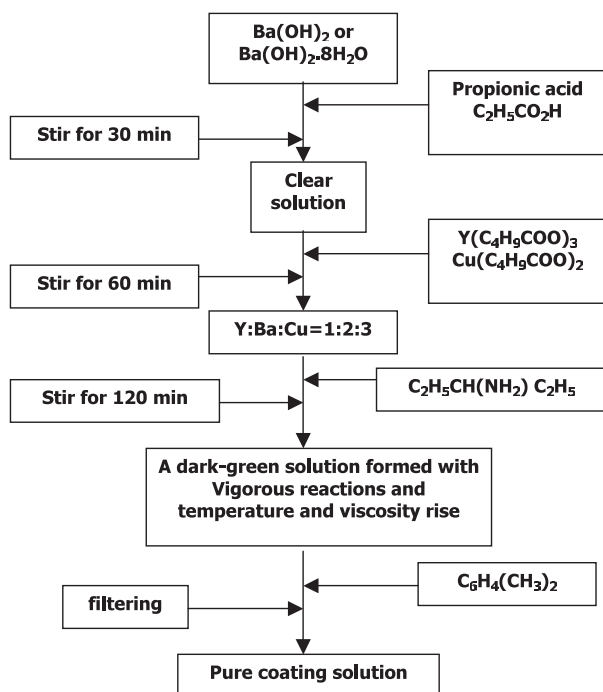 Ba(OH)₂ or
Ba(OH)₂.8H₂O
Propionic acid
C₂H₅CO₂H
Stir for 30 min
Clear
solution
Y(C₄H₉COO)₃
Cu(C₄H₉COO)₂
Stir for 60 min
Y:Ba:Cu=1:2:3
C₂H₅CH(NH₂) C₂H₅
Stir for 120 min
A dark-green solution formed with
Vigorous reactions and
temperature and viscosity rise
C₆H₄(CH₃)₂
filtering
Pure coating solution